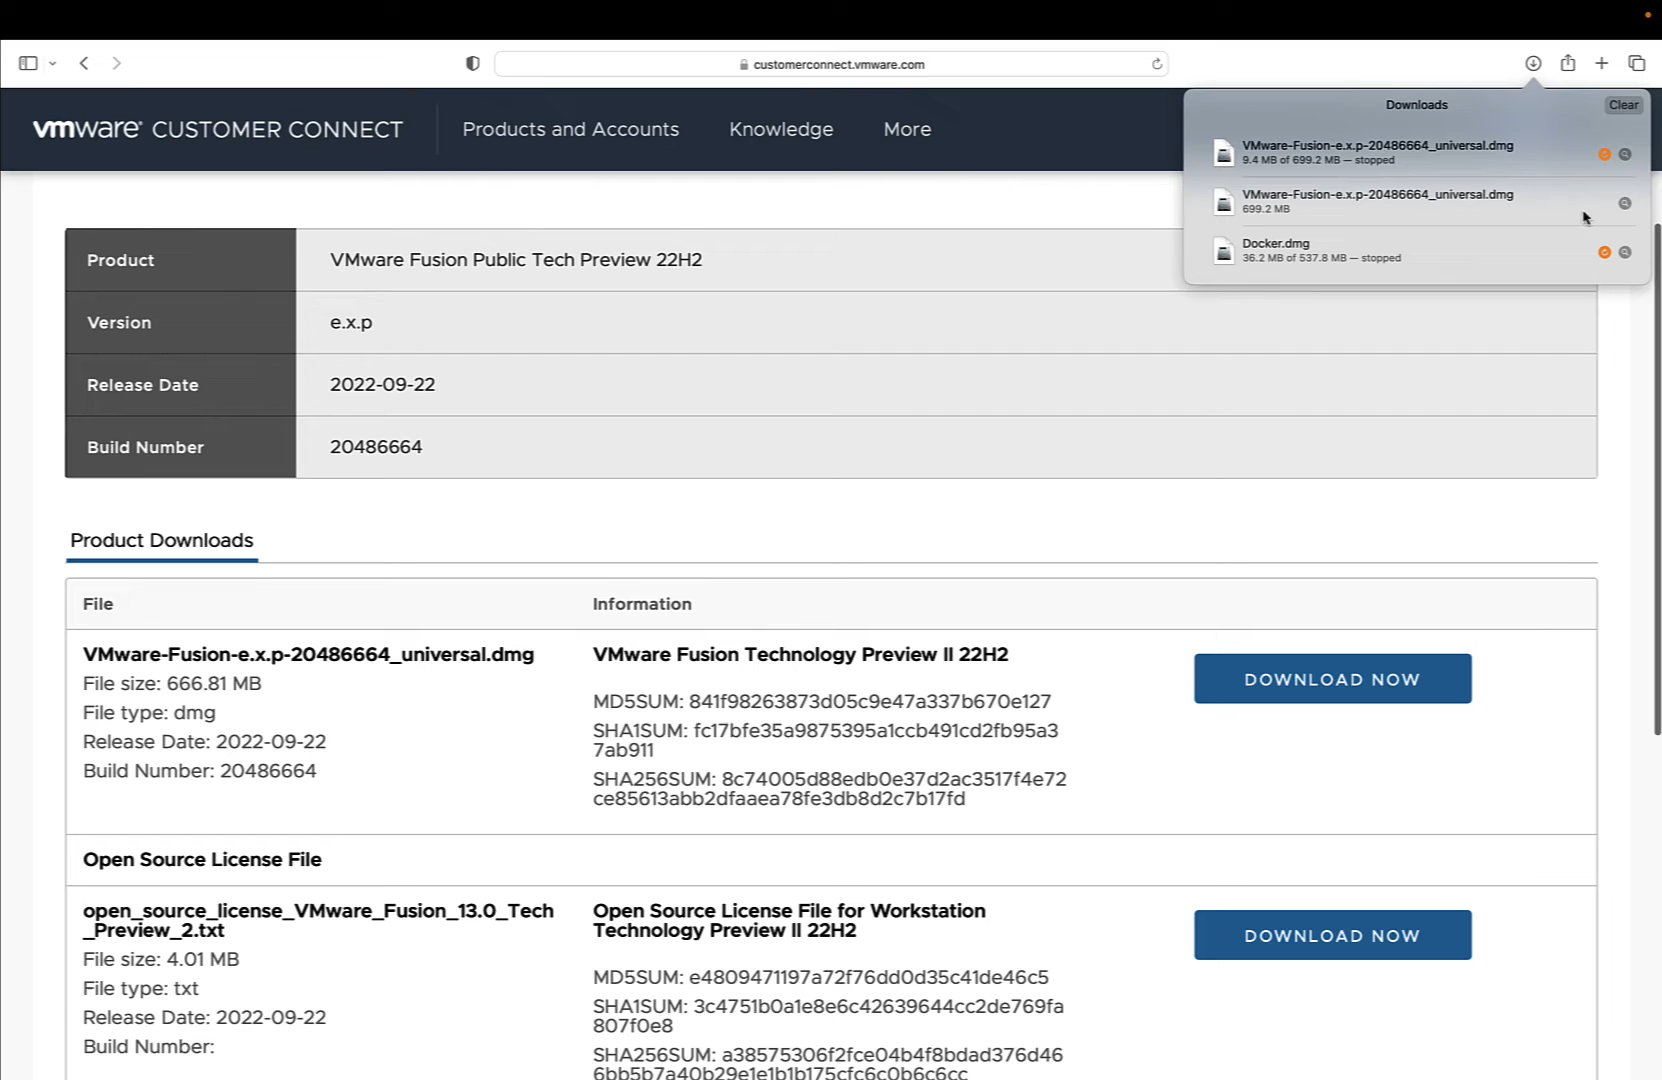 customerconnect.vmware.com
Downloads
Clear
VMware-Fusion-e.x.p-20486664_universal.dmg
9.4 MB of 699.2 MB — stopped
VMware-Fusion-e.x.p-20486664_universal.dmg
699.2 MB
Docker.dmg
36.2 MB of 537.8 MB — stopped
vmware® CUSTOMER CONNECT
Products and Accounts
Knowledge
More
Product
VMware Fusion Public Tech Preview 22H2
Version
e.x.p
Release Date
2022-09-22
Build Number
20486664
Product Downloads
File
Information
VMware-Fusion-e.x.p-20486664_universal.dmg
File size: 666.81 MB
File type: dmg
Release Date: 2022-09-22
Build Number: 20486664
VMware Fusion Technology Preview II 22H2
MD5SUM: 841f98263873d05c9e47a337b670e127
SHA1SUM: fc17bfe35a9875395a1ccb491cd2fb95a3
7ab911
SHA256SUM: 8c74005d88edb0e37d2ac3517f4e72
ce85613abb2dfaaea78fe3db8d2c7b17fd
DOWNLOAD NOW
Open Source License File
open_source_license_VMware_Fusion_13.0_Tech
_Preview_2.txt
File size: 4.01 MB
File type: txt
Release Date: 2022-09-22
Build Number:
Open Source License File for Workstation
Technology Preview II 22H2
MD5SUM: e4809471197a72f76dd0d35c41de46c5
SHA1SUM: 3c4751b0a1e8e6c42639644cc2de769fa
807f0e8
SHA256SUM: a38575306f2fce04b4f8bdad376d46
6bb5b7a40b29e1e1b1b175cfc6c0b6c6cc
DOWNLOAD NOW